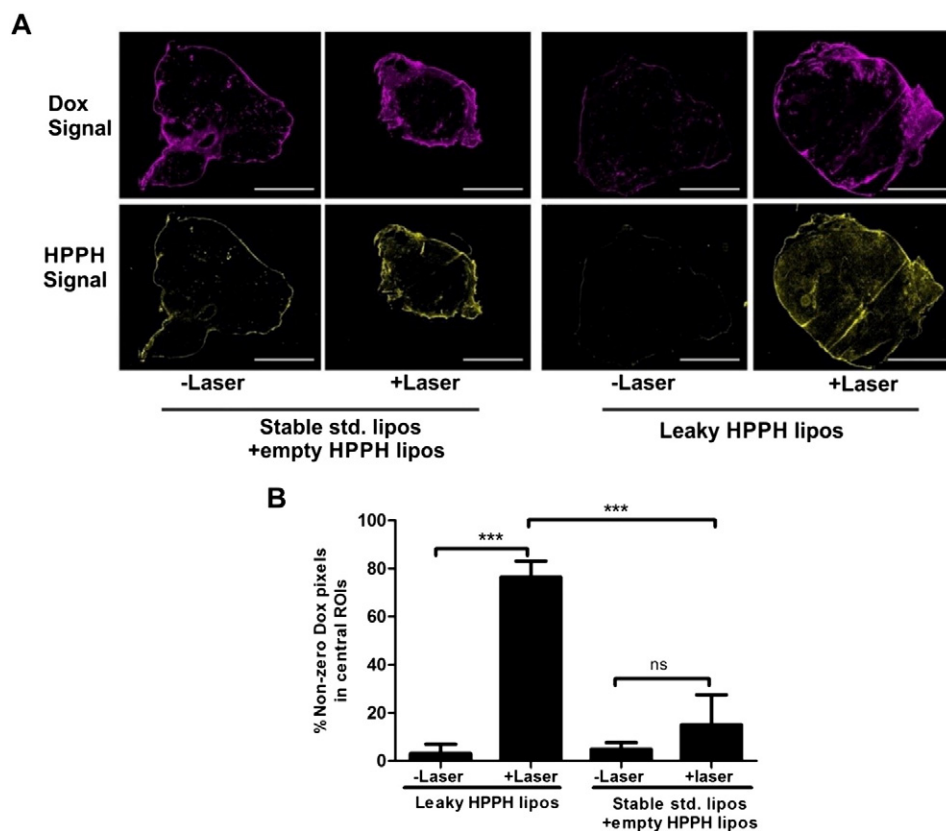 A
Dox
Signal
HPPH
Signal
-Laser +Laser -Laser +Laser
Stable std. lipos
+empty HPPH lipos
Leaky HPPH lipos
B
% Non-zero Dox pixels
in central ROIs
100
80
60
40
20
0
***
***
ns
-Laser +Laser -Laser +laser
Leaky HPPH lipos
Stable std. lipos
+empty HPPH lipos